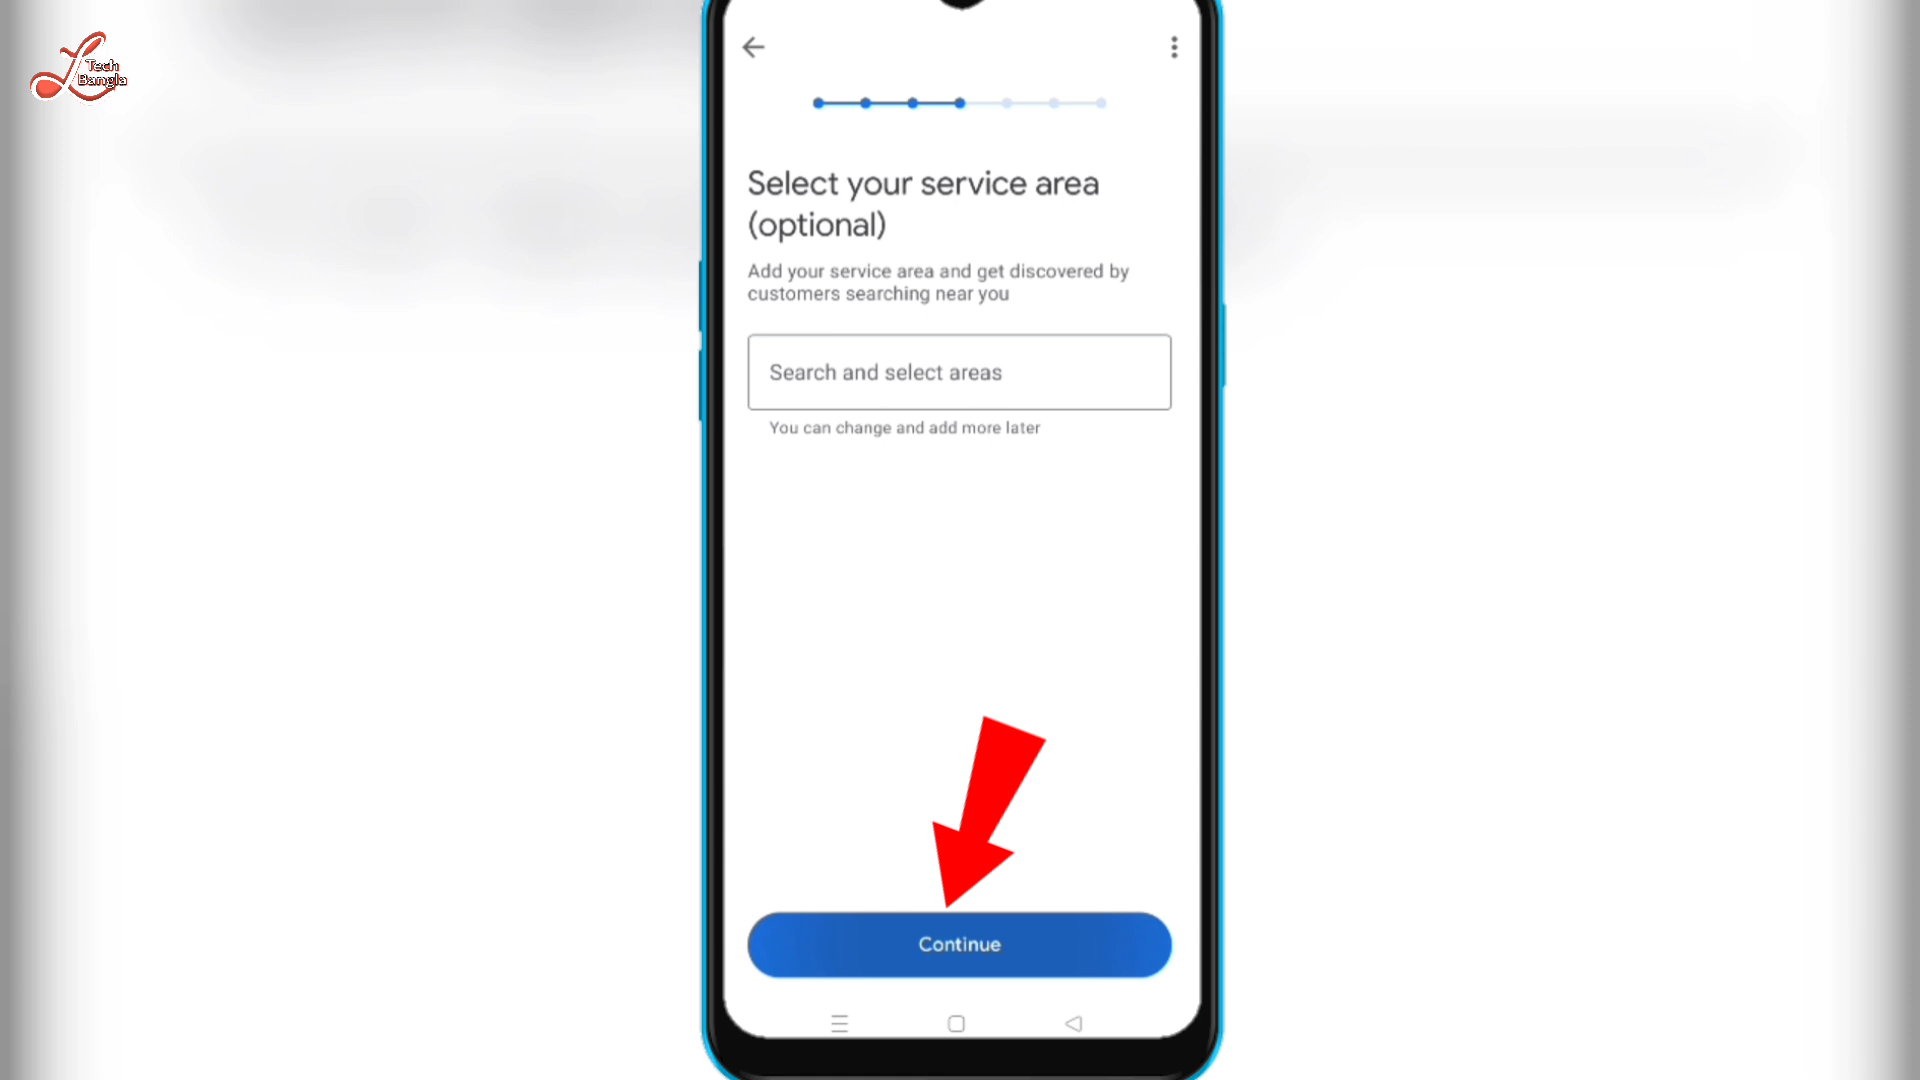 Tech
Bangla
Select your service area
(optional)
Add your service area and get discovered by
customers searching near you
Search and select areas
You can change and add more later
Continue